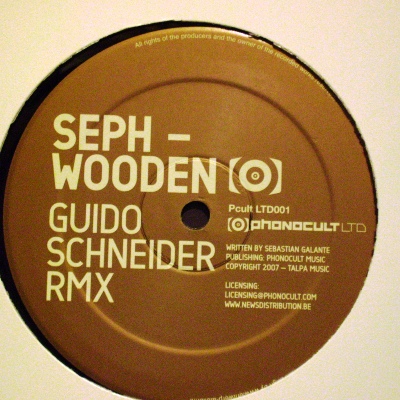 All rights of the producers and the owner of the recorded
SEPH –
WOODEN
GUIDO
SCHNEIDER
RMX
Pcult LTD001
PHONOCULT LTD
WRITTEN BY SEBASTIAN GALANTE
PUBLISHING: PHONOCULT MUSIC
COPYRIGHT 2007 – TALPA MUSIC
LICENSING:
LICENSING@PHONOCULT.COM
WWW.NEWSDISTRIBUTION.BE